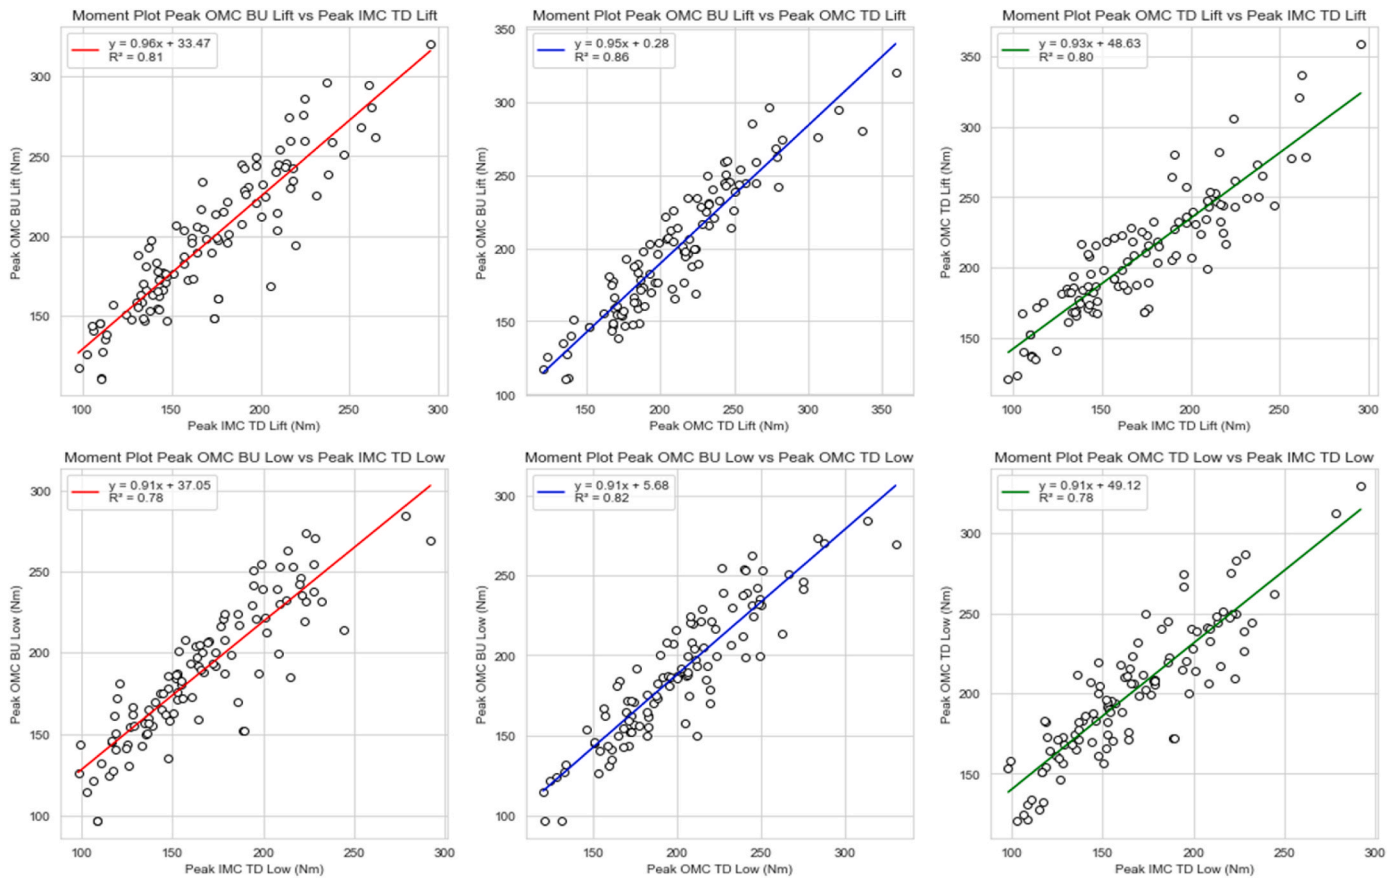 Moment Plot Peak OMC BU Lift vs Peak IMC TD Lift
y = 0.96x + 33.47
R² = 0.81
300
250
200
150
Peak OMC BU Lift (Nm)
100 150 200 250 300
Peak IMC TD Lift (Nm)
Moment Plot Peak OMC BU Lift vs Peak OMC TD Lift
y = 0.95x + 0.28
R² = 0.86
350
300
250
200
150
100
Peak OMC BU Lift (Nm)
150 200 250 300 350
Peak OMC TD Lift (Nm)
Moment Plot Peak OMC TD Lift vs Peak IMC TD Lift
y = 0.93x + 48.63
R² = 0.80
350
300
250
200
150
Peak OMC TD Lift (Nm)
100 150 200 250 300
Peak IMC TD Lift (Nm)
Moment Plot Peak OMC BU Low vs Peak IMC TD Low
y = 0.91x + 37.05
R² = 0.78
300
250
200
150
100
Peak OMC BU Low (Nm)
100 150 200 250 300
Peak IMC TD Low (Nm)
Moment Plot Peak OMC BU Low vs Peak OMC TD Low
y = 0.91x + 5.68
R² = 0.82
300
250
200
150
100
Peak OMC BU Low (Nm)
150 200 250 300
Peak OMC TD Low (Nm)
Moment Plot Peak OMC TD Low vs Peak IMC TD Low
y = 0.91x + 49.12
R² = 0.78
300
250
200
150
Peak OMC TD Low (Nm)
100 150 200 250 300
Peak IMC TD Low (Nm)